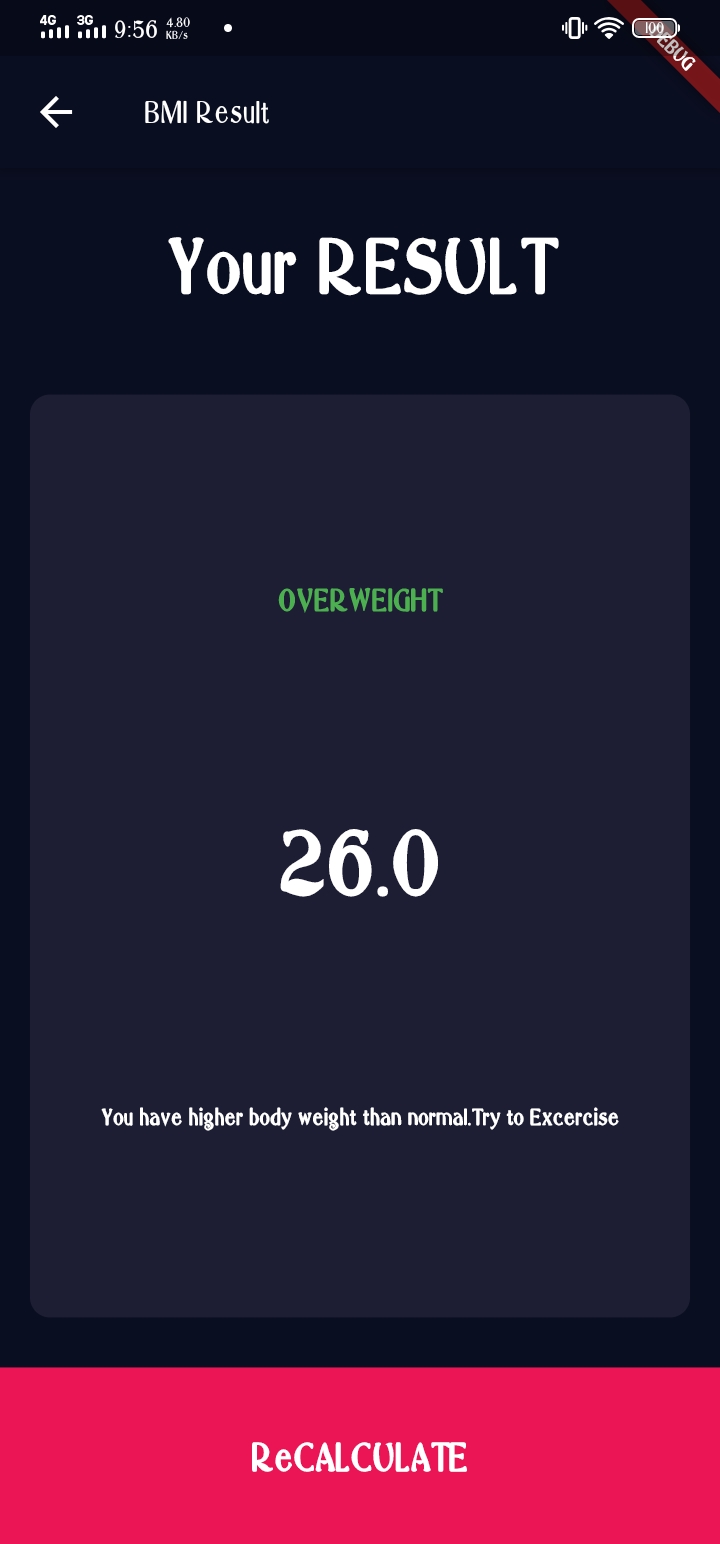 4G 3G 9:56 4.80 KB/s 100
EBUG
BMI Result
Your RESULT
OVERWEIGHT
26.0
You have higher body weight than normal.Try to Excercise
ReCALCULATE